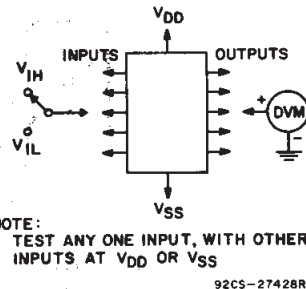 VDD
INPUTS
OUTPUTS
VIH
VIL
+
DVM
-
VSS
OTE:
TEST ANY ONE INPUT, WITH OTHER
INPUTS AT VDD OR VSS
92CS-27428R